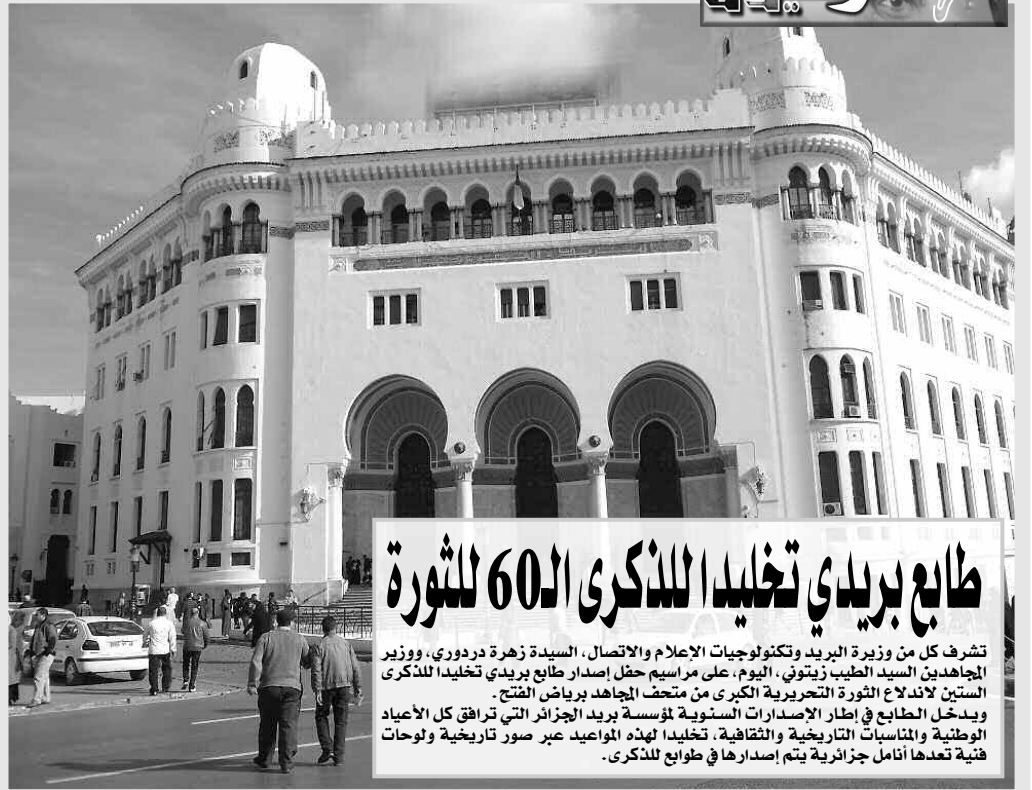 طابع بريدي تخليدا للذكرى الـ60 للثورة
تشرف كل من وزيرة البريد وتكنولوجيات الإعلام والاتصال، السيدة زهرة دردوري، ووزير
المجاهدين السيد الطيب زيتوني، اليوم، على مراسيم حفل إصدار طابع بريدي تخليدا للذكرى
الستين لاندلاع الثورة التحريرية الكبرى من متحف المجاهد برياض الفتح.
ويدخل الطابع في إطار الإصدارات السنوية لمؤسسة بريد الجزائر التي ترافق كل الأعياد
الوطنية والمناسبات التاريخية والثقافية، تخليدا لهذه المواعيد عبر صور تاريخية ولوحات
فنية تعدها أنامل جزائرية يتم إصدارها في طوابع للذكرى.